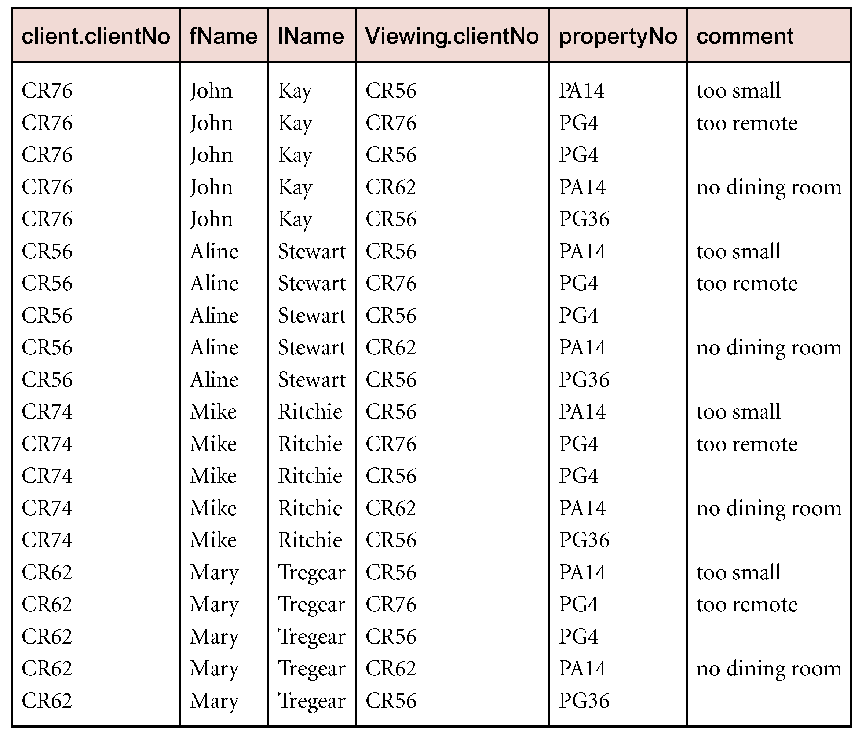 client.clientNo fName lName Viewing.clientNo propertyNo comment
CR76 John Kay CR56 PA14 too small
CR76 John Kay CR76 PG4 too remote
CR76 John Kay CR56 PG4
CR76 John Kay CR62 PA14 no dining room
CR76 John Kay CR56 PG36
CR56 Aline Stewart CR56 PA14 too small
CR56 Aline Stewart CR76 PG4 too remote
CR56 Aline Stewart CR56 PG4
CR56 Aline Stewart CR62 PA14 no dining room
CR56 Aline Stewart CR56 PG36
CR74 Mike Ritchie CR56 PA14 too small
CR74 Mike Ritchie CR76 PG4 too remote
CR74 Mike Ritchie CR56 PG4
CR74 Mike Ritchie CR62 PA14 no dining room
CR74 Mike Ritchie CR56 PG36
CR62 Mary Tregear CR56 PA14 too small
CR62 Mary Tregear CR76 PG4 too remote
CR62 Mary Tregear CR56 PG4
CR62 Mary Tregear CR62 PA14 no dining room
CR62 Mary Tregear CR56 PG36